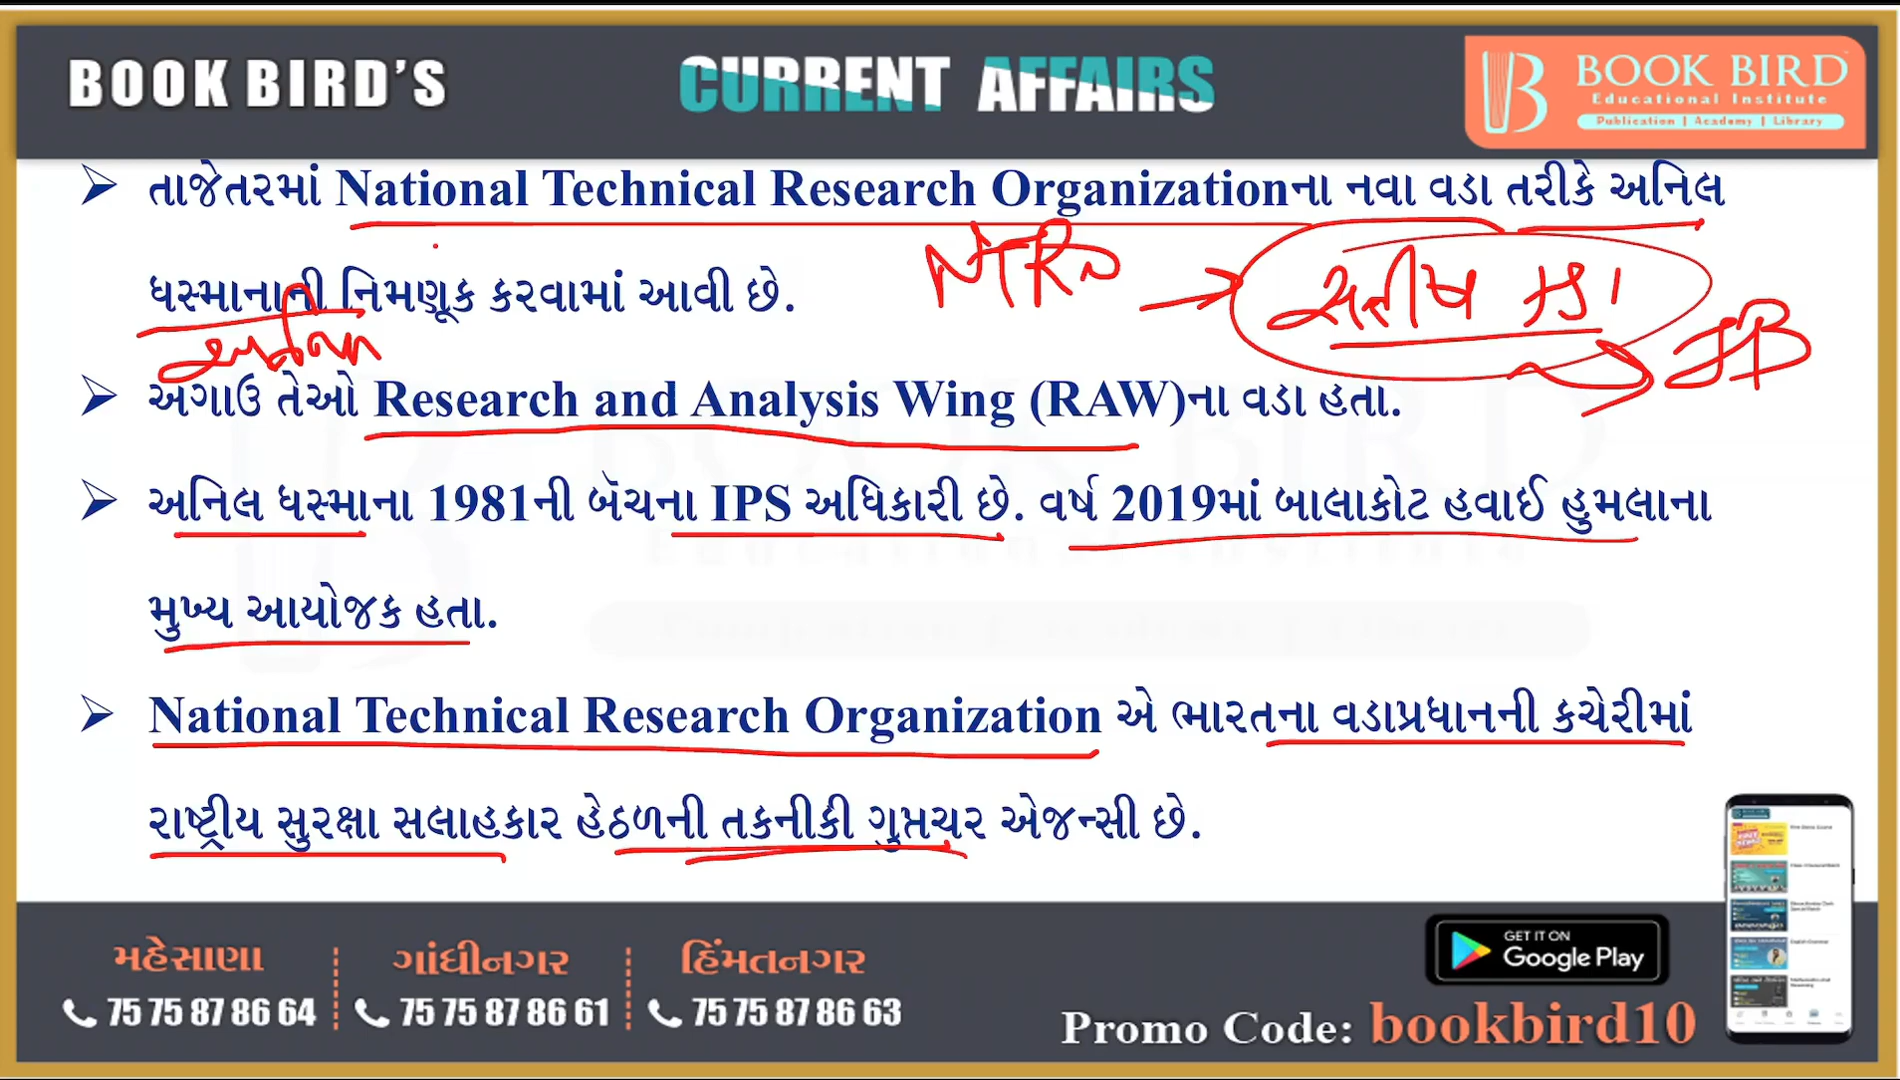 BOOK BIRD'S
CURRENT AFFAIRS
BOOK BIRD
Educational Institute
Publication | Academy | Library
➢ તાજેતરમાં National Technical Research Organizationના નવા વડા તરીકે અનિલ
ધસ્માનાની નિમણૂક કરવામાં આવી છે.
NTRO
→ સતીષ ઝા
→ IB
➢ અગાઉ તેઓ Research and Analysis Wing (RAW)ના વડા હતા.
➢ અનિલ ધસ્માના 1981ની બૅચના IPS અધિકારી છે. વર્ષ 2019માં બાલાકોટ હવાઈ હુમલાના
મુખ્ય આયોજક હતા.
➢ National Technical Research Organization એ ભારતના વડાપ્રધાનની કચેરીમાં
રાષ્ટ્રીય સુરક્ષા સલાહકાર હેઠળની તકનીકી ગુપ્તચર એજન્સી છે.
મહેસાણા
75 75 87 86 64
ગાંધીનગર
75 75 87 86 61
હિંમતનગર
75 75 87 86 63
GET IT ON
Google Play
Promo Code: bookbird10